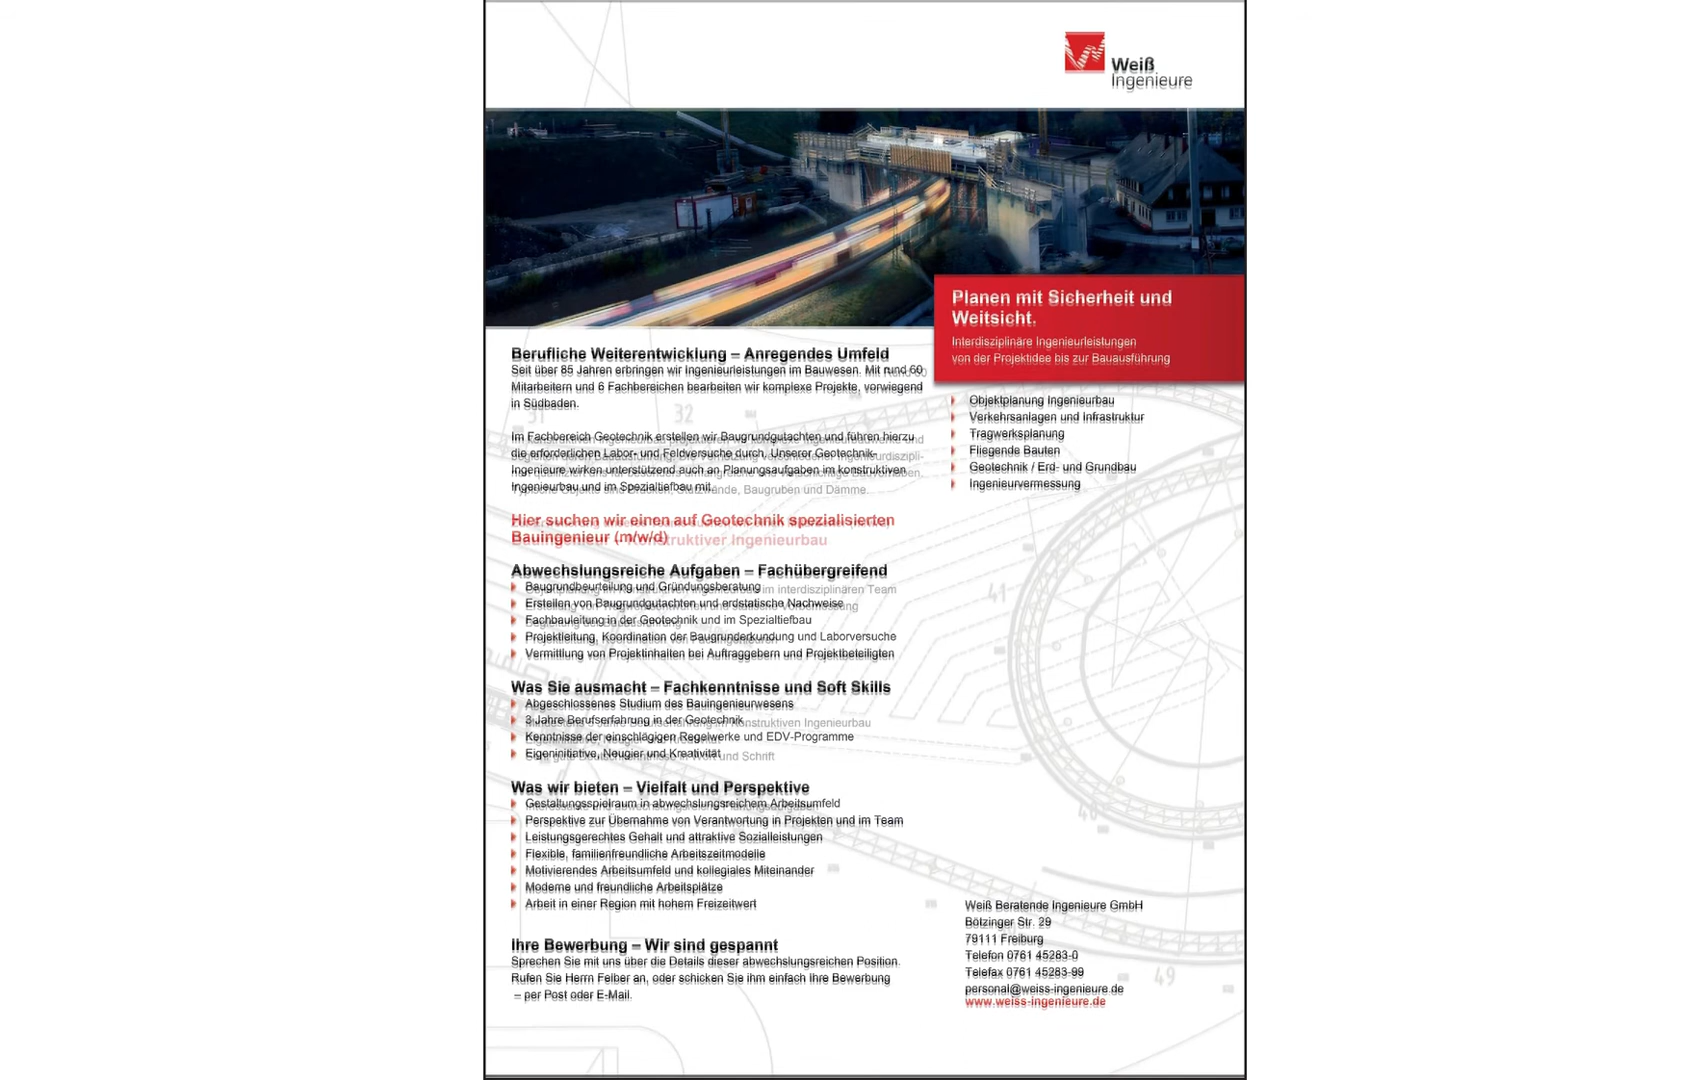 Weiß
Ingenieure
Planen mit Sicherheit und
Weitsicht.
Interdisziplinäre Ingenieurleistungen
von der Projektidee bis zur Bauausführung
Berufliche Weiterentwicklung – Anregendes Umfeld
Seit über 85 Jahren erbringen wir Ingenieurleistungen im Bauwesen. Mit rund 60
Mitarbeitern und 6 Fachbereichen bearbeiten wir komplexe Projekte, vorwiegend
in Südbaden.
Im Fachbereich Geotechnik erstellen wir Baugrundgutachten und führen hierzu
die erforderlichen Labor- und Feldversuche durch. Unserer Geotechnik-
Ingenieure wirken unterstützend auch an Planungsaufgaben im konstruktiven
Ingenieurbau und im Spezialtiefbau mit.
Objektplanung Ingenieurbau
Verkehrsanlagen und Infrastruktur
Tragwerksplanung
Fliegende Bauten
Geotechnik / Erd- und Grundbau
Ingenieurvermessung
Hier suchen wir einen auf Geotechnik spezialisierten
Bauingenieur (m/w/d)
Abwechslungsreiche Aufgaben – Fachübergreifend
Baugrundbeurteilung und Gründungsberatung
Erstellen von Baugrundgutachten und erdstatische Nachweise
Fachbauleitung in der Geotechnik und im Spezialtiefbau
Projektleitung, Koordination der Baugrunderkundung und Laborversuche
Vermittlung von Projektinhalten bei Auftraggebern und Projektbeteiligten
Was Sie ausmacht – Fachkenntnisse und Soft Skills
Abgeschlossenes Studium des Bauingenieurwesens
3 Jahre Berufserfahrung in der Geotechnik
Kenntnisse der einschlägigen Regelwerke und EDV-Programme
Eigeninitiative, Neugier und Kreativität
Was wir bieten – Vielfalt und Perspektive
Gestaltungsspielraum in abwechslungsreichem Arbeitsumfeld
Perspektive zur Übernahme von Verantwortung in Projekten und im Team
Leistungsgerechtes Gehalt und attraktive Sozialleistungen
Flexible, familienfreundliche Arbeitszeitmodelle
Motivierendes Arbeitsumfeld und kollegiales Miteinander
Moderne und freundliche Arbeitsplätze
Arbeit in einer Region mit hohem Freizeitwert
Ihre Bewerbung – Wir sind gespannt
Sprechen Sie mit uns über die Details dieser abwechslungsreichen Position.
Rufen Sie Herrn Felber an, oder schicken Sie ihm einfach Ihre Bewerbung
– per Post oder E-Mail.
Weiß Beratende Ingenieure GmbH
Bötzinger Str. 29
79111 Freiburg
Telefon 0761 45283-0
Telefax 0761 45283-99
personal@weiss-ingenieure.de
www.weiss-ingenieure.de
31
32
41
40
49